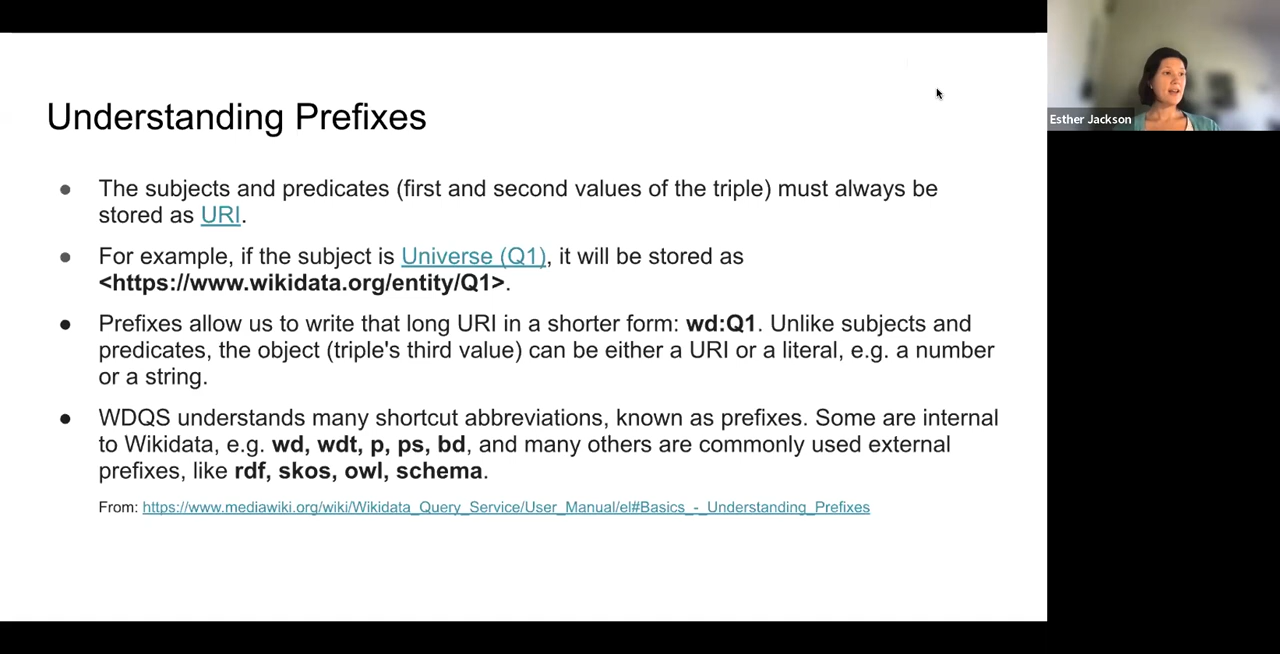 Understanding Prefixes
● The subjects and predicates (first and second values of the triple) must always be
stored as URI.
● For example, if the subject is Universe (Q1), it will be stored as
<https://www.wikidata.org/entity/Q1>.
● Prefixes allow us to write that long URI in a shorter form: wd:Q1. Unlike subjects and
predicates, the object (triple's third value) can be either a URI or a literal, e.g. a number
or a string.
● WDQS understands many shortcut abbreviations, known as prefixes. Some are internal
to Wikidata, e.g. wd, wdt, p, ps, bd, and many others are commonly used external
prefixes, like rdf, skos, owl, schema.
From: https://www.mediawiki.org/wiki/Wikidata_Query_Service/User_Manual/el#Basics_-_Understanding_Prefixes
Esther Jackson